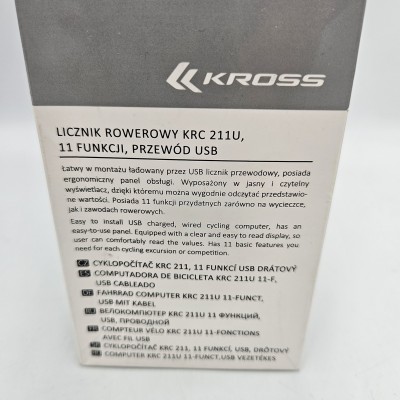 KROSS
LICZNIK ROWEROWY KRC 211U,
11 FUNKCJI, PRZEWÓD USB
Łatwy w montażu ładowany przez USB licznik przewodowy, posiada
ergonomiczny panel obsługi. Wyposażony w jasny i czytelny
wyświetlacz, dzięki któremu można wygodnie odczytać przedstawio-
ne wartości. Posiada 11 funkcji przydatnych zarówno na wycieczce,
jak i zawodach rowerowych.
Easy to install USB charged, wired cycling computer, has an
easy-to-use panel. Equipped with a clear and easy to read display, so
user can comfortably read the values. Has 11 basic features you
need for each cycling excursion or competition.
CZ CYKLOPOČÍTAČ KRC 211, 11 FUNKCÍ USB DRÁTOVÝ
ES COMPUTADORA DE BICICLETA KRC 211U 11-F,
USB CABLEADO
DE FAHRRAD COMPUTER KRC 211U 11-FUNCT,
USB MIT KABEL
RU ВЕЛОКОМПЬЮТЕР KRC 211U 11 ФУНКЦИЙ,
USB, ПРОВОДНОЙ
FR COMPTEUR VÉLO KRC 211U 11-FONCTIONS
AVEC FIL USB
CYKLOPOČÍTAČ KRC 211, 11 FUNKCÍ, USB, DRÔTOVÝ
COMPUTER KRC 211U 11-FUNCT,USB VEZETÉKES